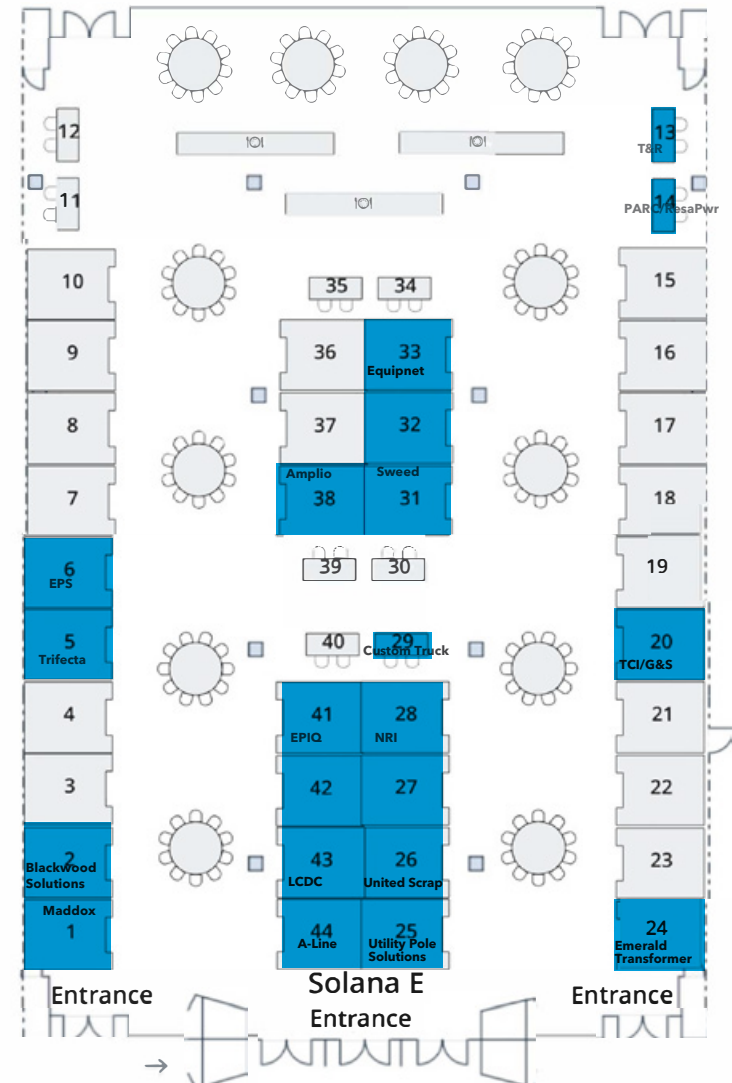 12
13
T&R
11
14
PARC/ResaPwr
10
35
34
15
9
36
33
Equipnet
16
8
37
32
17
7
Amplio
38
Sweed
31
18
6
EPS
39
30
19
5
Trifecta
40
29
Custom Truck
20
TCI/G&S
4
41
EPIQ
28
NRI
21
3
42
27
22
2
Blackwood
Solutions
43
LCDC
26
United Scrap
23
Maddox
1
44
A-Line
25
Utility Pole
Solutions
24
Emerald
Transformer
Solana E
Entrance
Entrance
Entrance